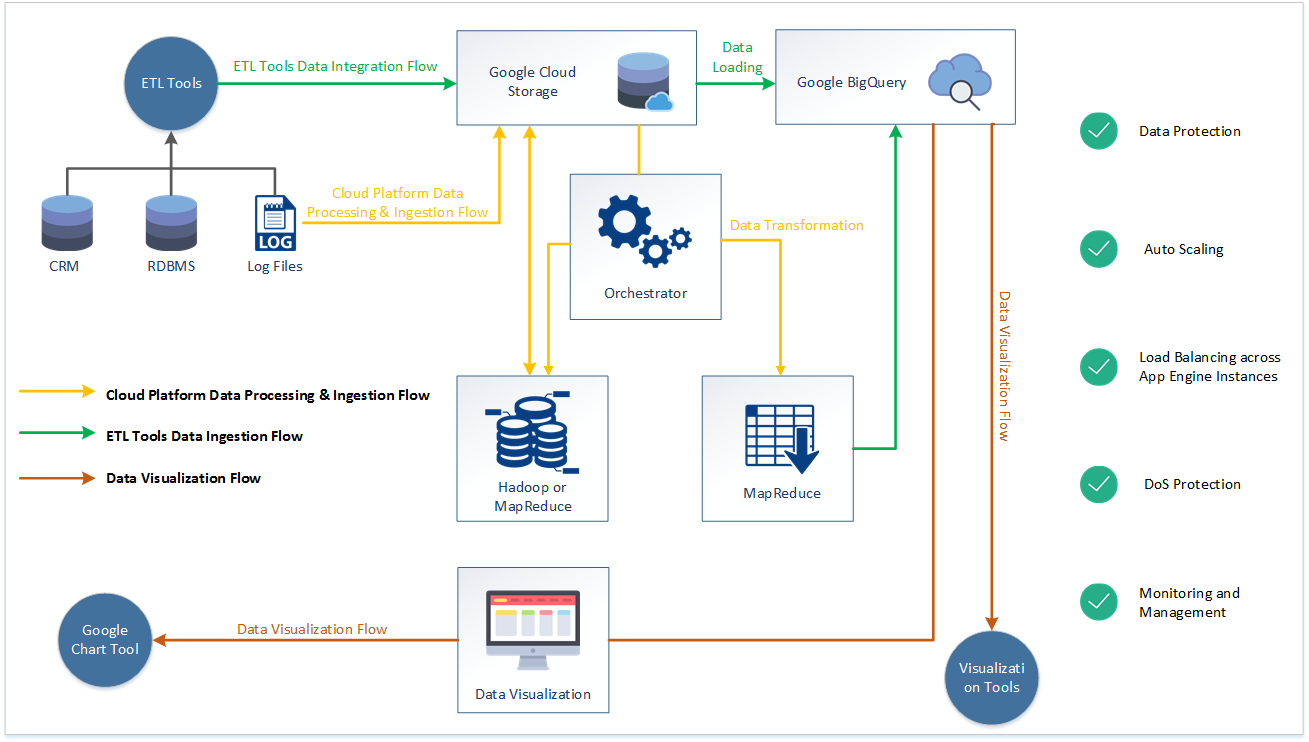 ETL Tools
ETL Tools Data Integration Flow
Google Cloud
Storage
Data
Loading
Google BigQuery
Data Protection
Cloud Platform Data
Processing & Ingestion Flow
LOG
CRM
RDBMS
Log Files
Orchestrator
Data Transformation
Auto Scaling
Data Visualization Flow
Load Balancing across
App Engine Instances
Cloud Platform Data Processing & Ingestion Flow
ETL Tools Data Ingestion Flow
Data Visualization Flow
Hadoop or
MapReduce
MapReduce
DoS Protection
Monitoring and
Management
Google
Chart Tool
Data Visualization Flow
Data Visualization
Visualizati
on Tools